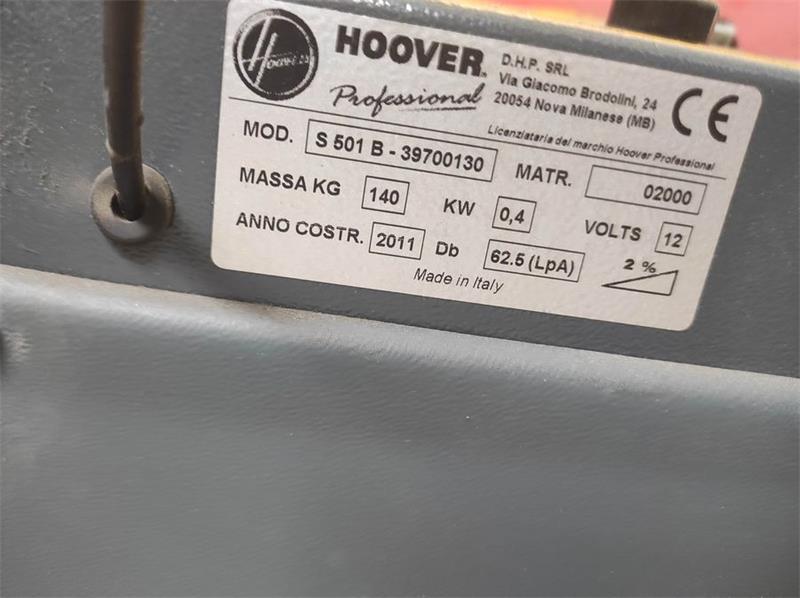 HOOVER
Professional
D.H.P. SRL
Via Giacomo Brodolini, 24
20054 Nova Milanese (MB)
CE
Licenziataria del marchio Hoover Professional
MOD. S 501 B - 39700130 MATR. 02000
MASSA KG 140 KW 0,4 VOLTS 12
ANNO COSTR. 2011 Db 62.5 (LpA) 2 %
Made in Italy